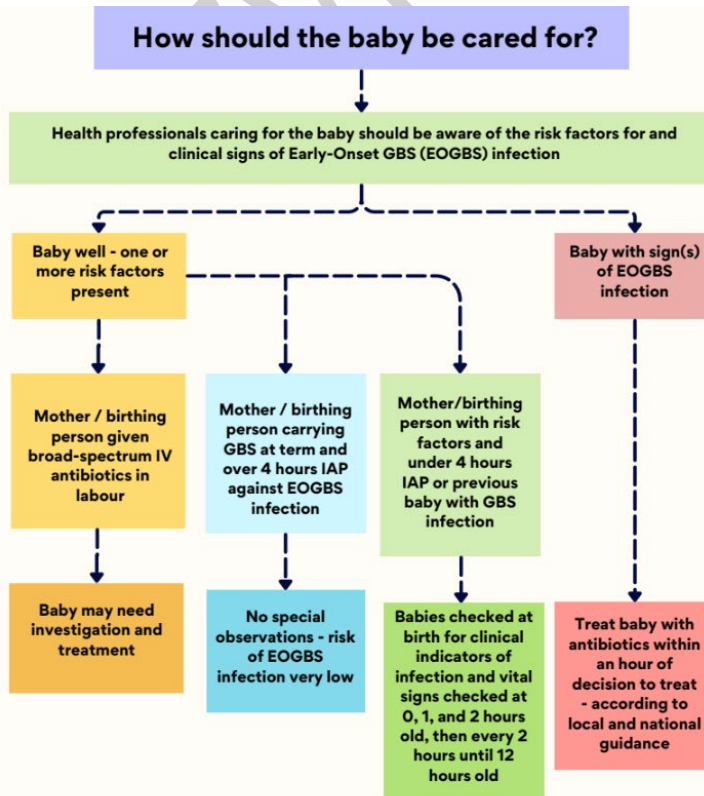 How should the baby be cared for?
Health professionals caring for the baby should be aware of the risk factors for and
clinical signs of Early-Onset GBS (EOGBS) infection
Baby well - one or
more risk factors
present
Baby with sign(s)
of EOGBS
infection
Mother / birthing
person given
broad-spectrum IV
antibiotics in
labour
Mother / birthing
person carrying
GBS at term and
over 4 hours IAP
against EOGBS
infection
Mother/birthing
person with risk
factors and
under 4 hours
IAP or previous
baby with GBS
infection
Baby may need
investigation and
treatment
No special
observations - risk
of EOGBS
infection very low
Babies checked at
birth for clinical
indicators of
infection and vital
signs checked at
0, 1, and 2 hours
old, then every 2
hours until 12
hours old
Treat baby with
antibiotics within
an hour of
decision to treat
- according to
local and national
guidance